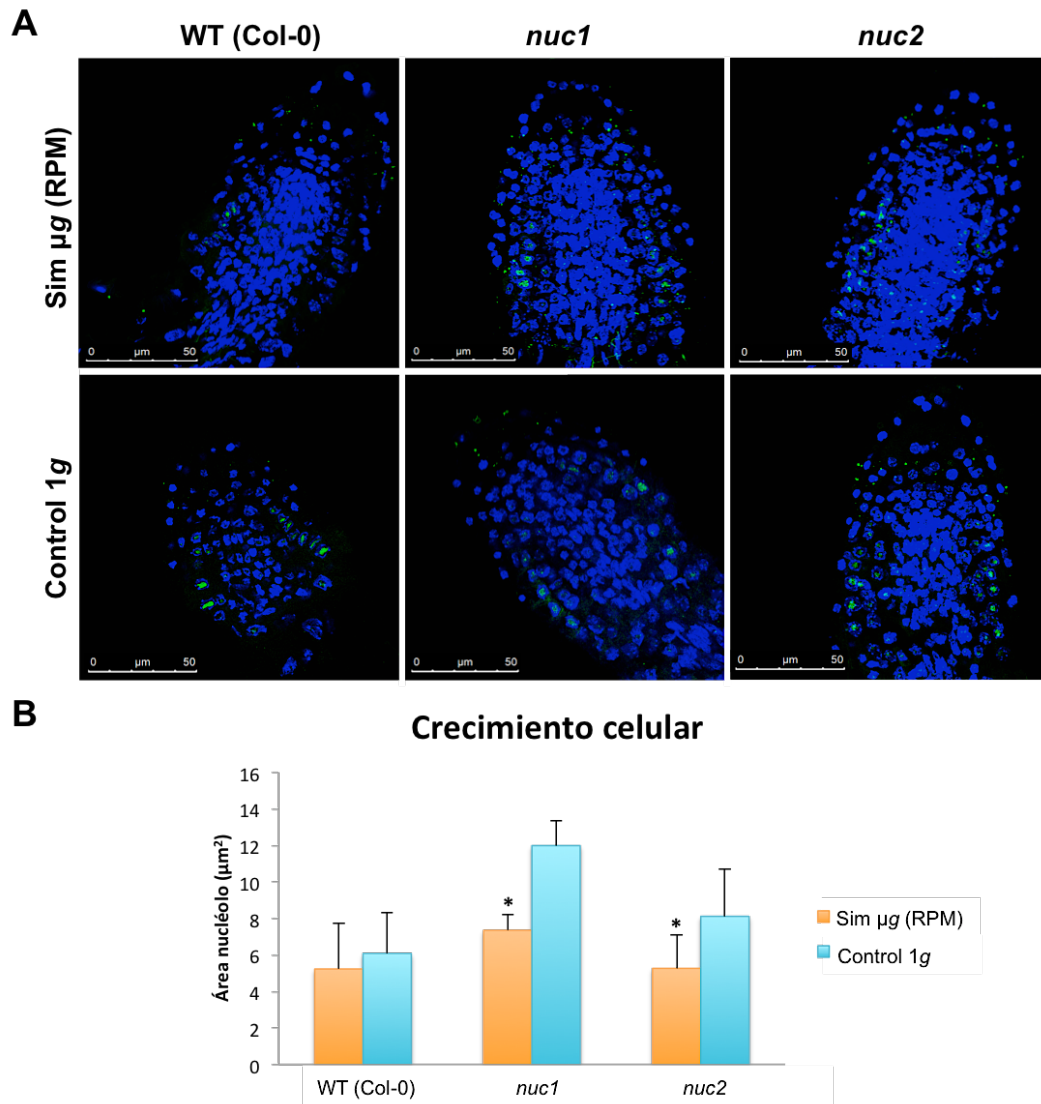 A
WT (Col-0) nuc1 nuc2
Sim µg (RPM)
0 µm 50
0 µm 50
0 µm 50
Control 1g
0 µm 50
0 µm 50
0 µm 50
B
Crecimiento celular
Área nucléolo (µm²)
16
14
12
10
8
6
4
2
0
* *
WT (Col-0) nuc1 nuc2
Sim µg (RPM)
Control 1g